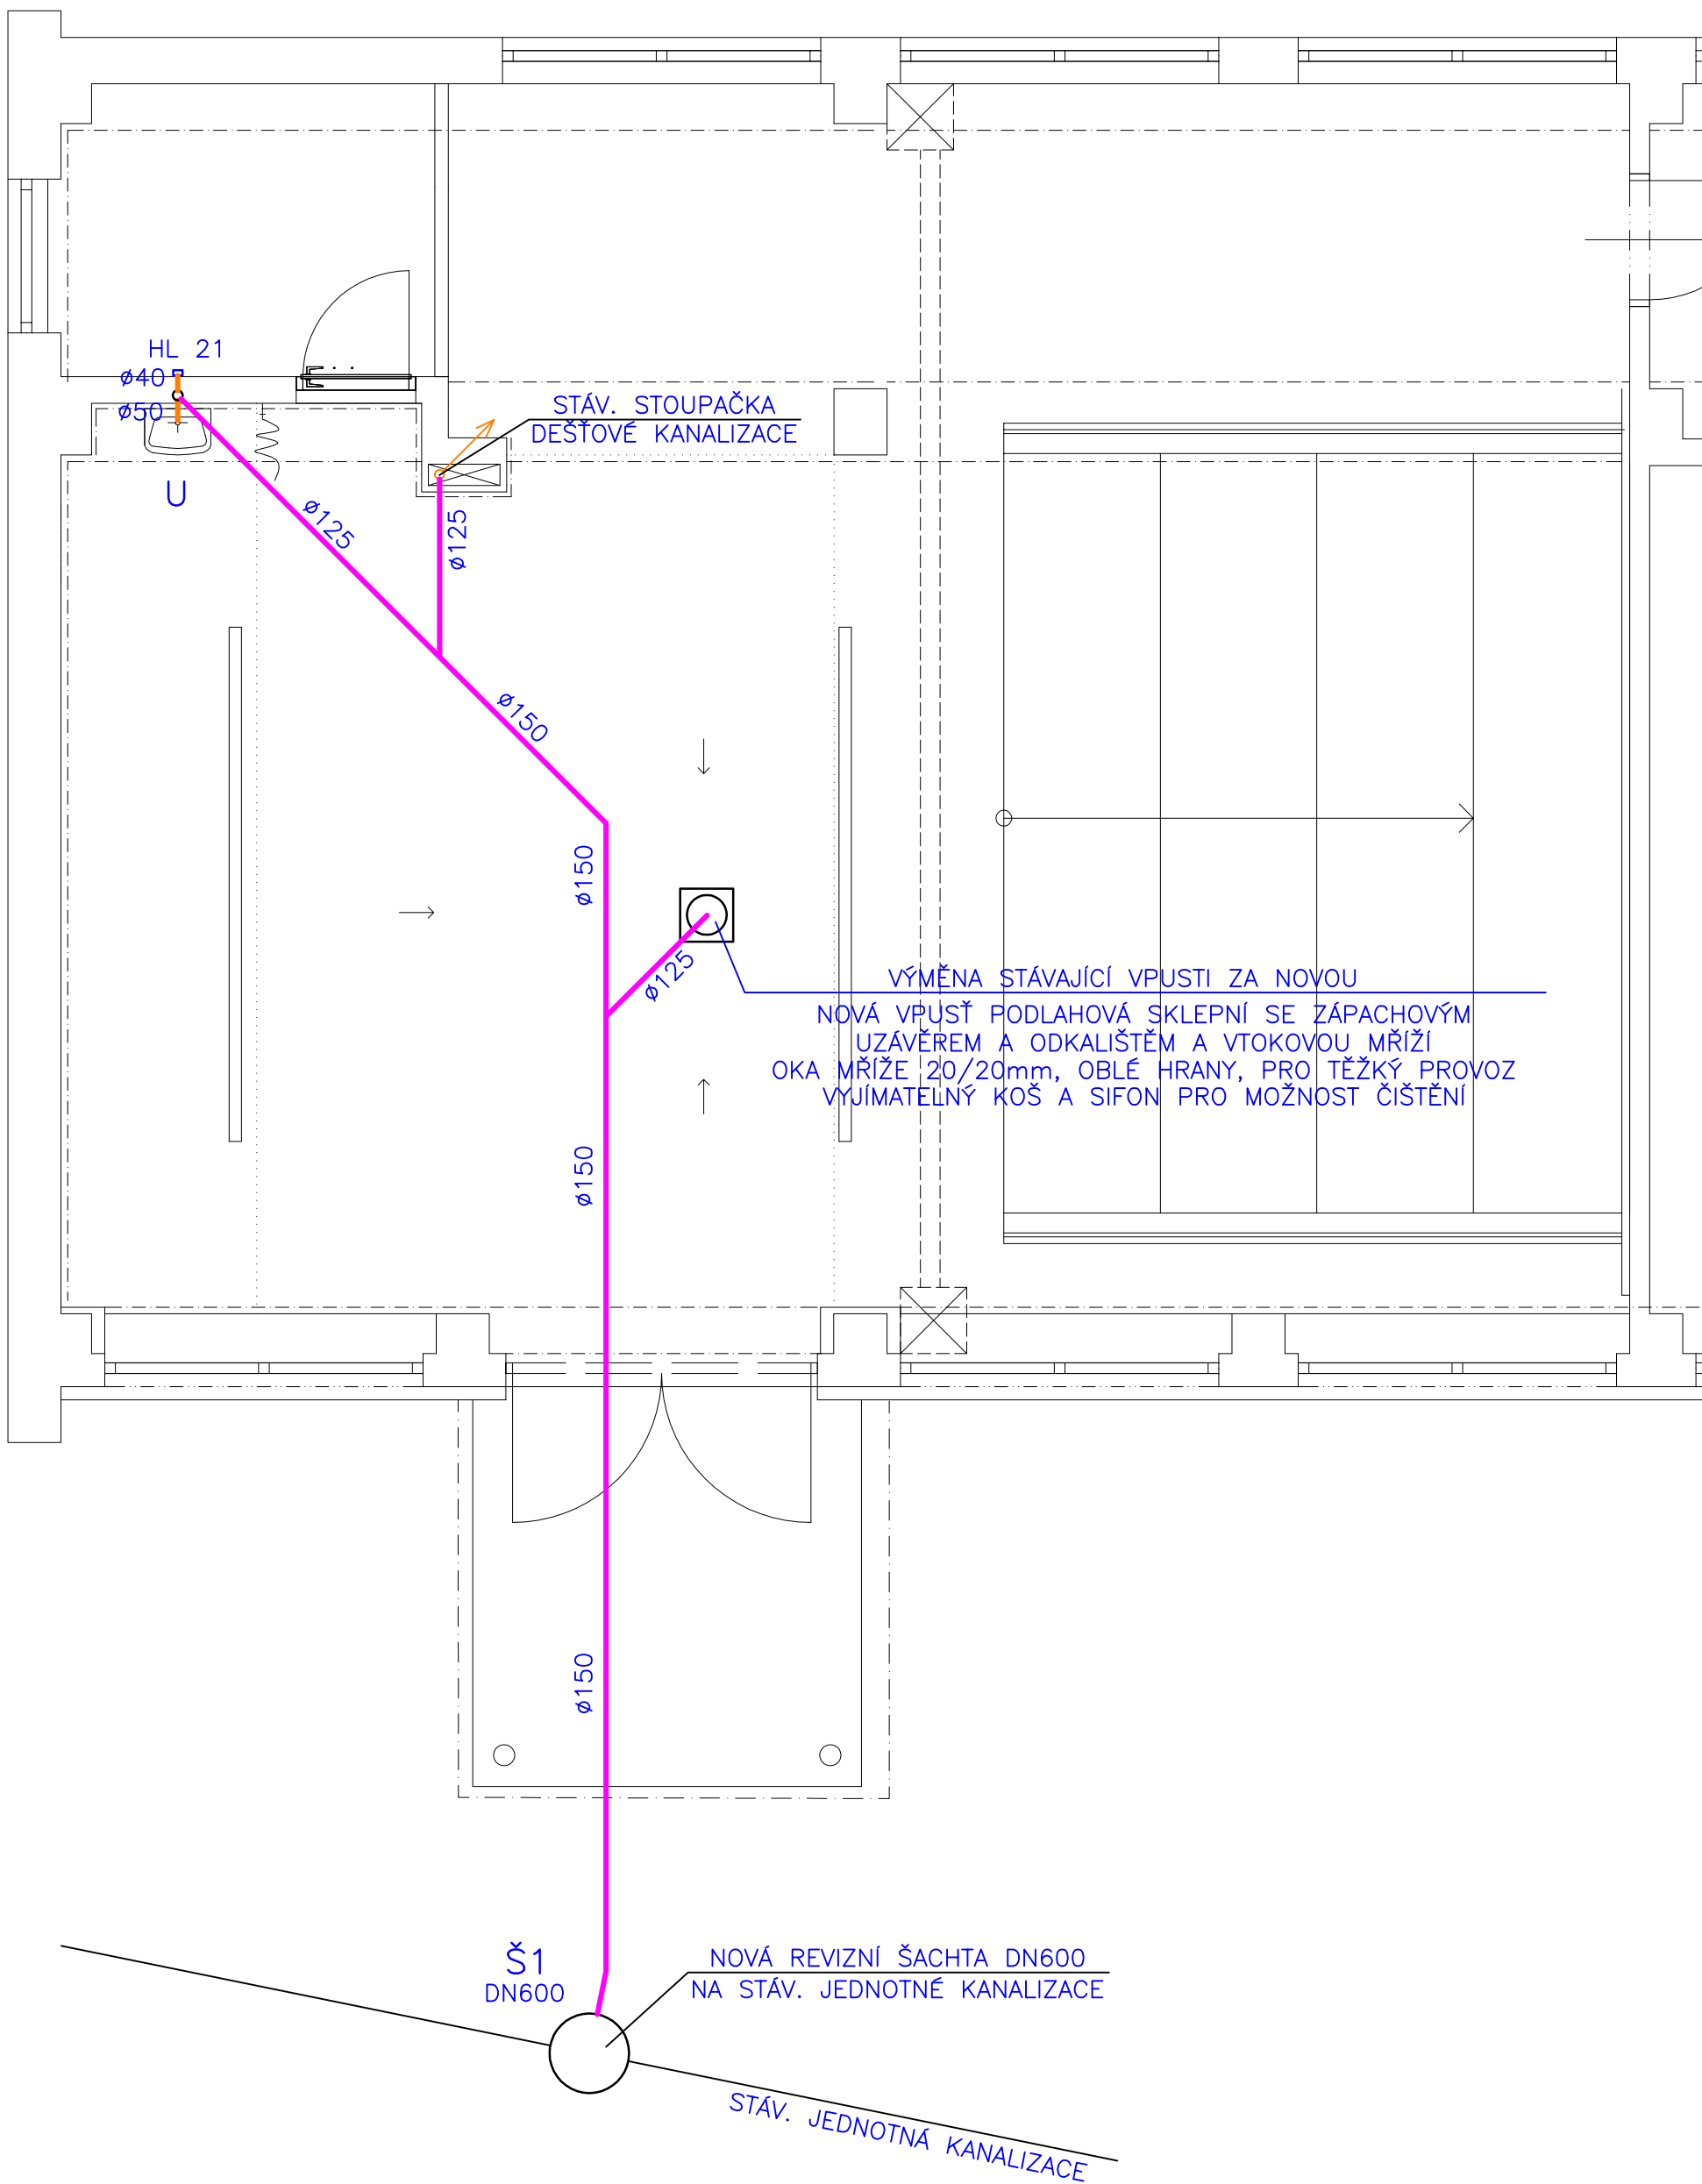 HL 21
ø40
ø50
STÁV. STOUPAČKA
DEŠŤOVÉ KANALIZACE
U
ø125
ø125
ø150
ø150
ø125
VÝMĚNA STÁVAJÍCÍ VPUSTI ZA NOVOU
NOVÁ VPUSŤ PODLAHOVÁ SKLEPNÍ SE ZÁPACHOVÝM
UZÁVĚREM A ODKALIŠTĚM A VTOKOVOU MŘÍŽÍ
OKA MŘÍŽE 20/20mm, OBLÉ HRANY, PRO TĚŽKÝ PROVOZ
VYJÍMATELNÝ KOŠ A SIFON PRO MOŽNOST ČIŠTĚNÍ
ø150
ø150
Š1
DN600
NOVÁ REVIZNÍ ŠACHTA DN600
NA STÁV. JEDNOTNÉ KANALIZACE
STÁV. JEDNOTNÁ KANALIZACE